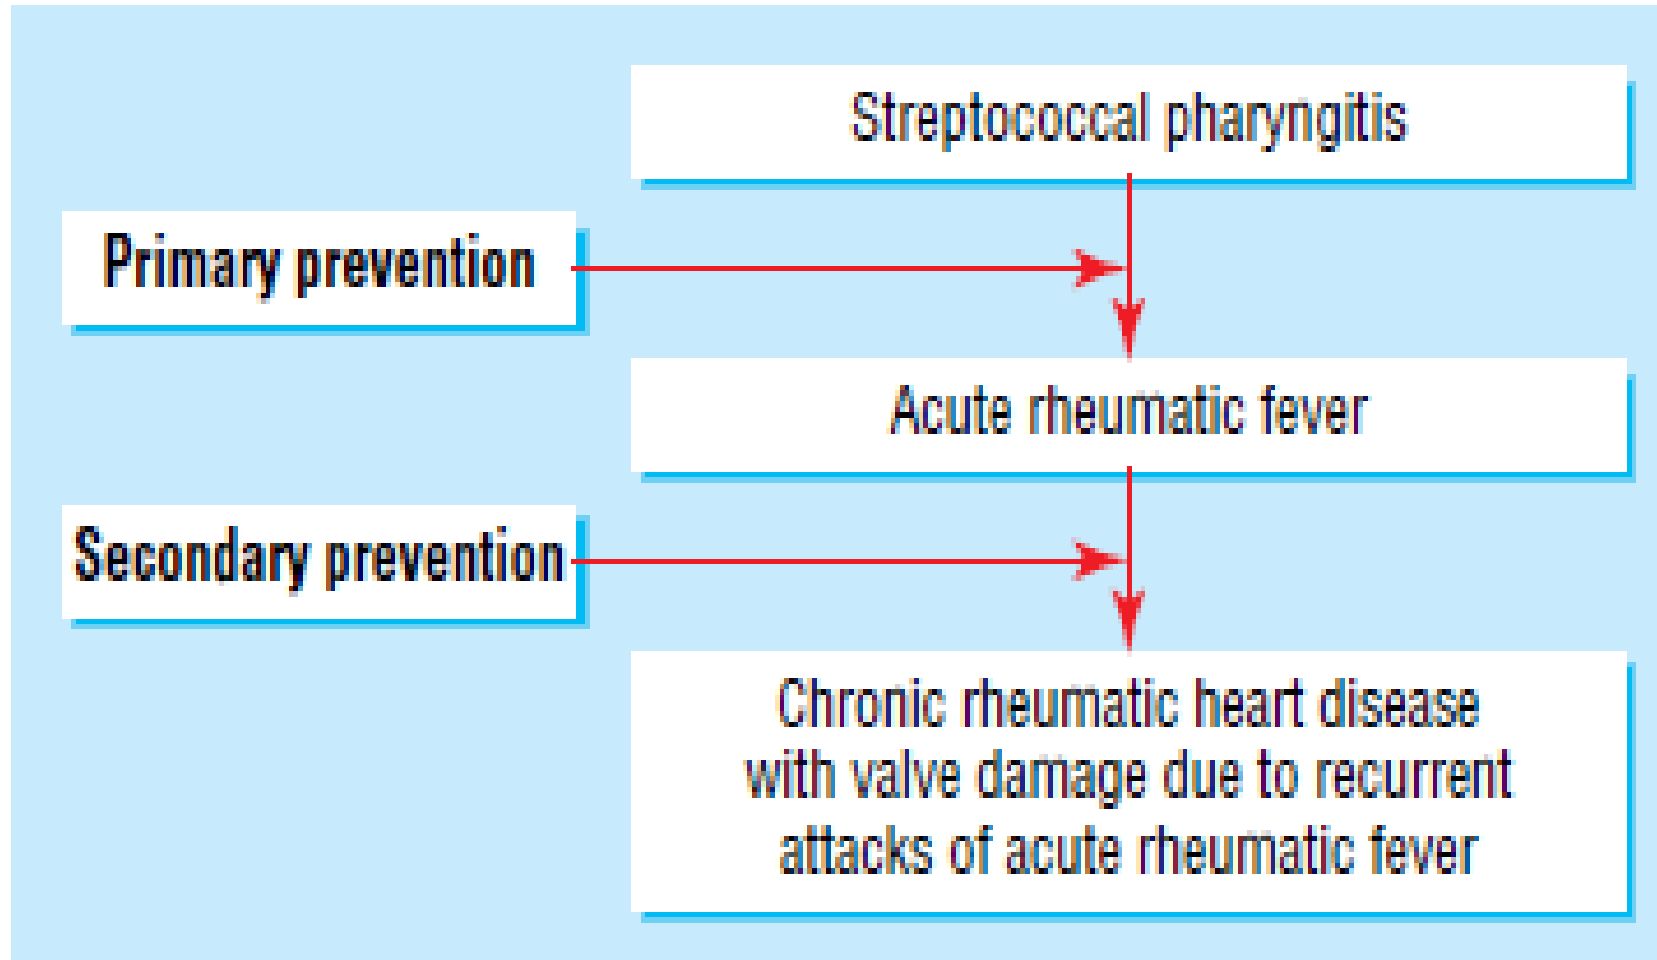 Streptococcal pharyngitis
Primary prevention
Acute rheumatic fever
Secondary prevention
Chronic rheumatic heart disease
with valve damage due to recurrent
attacks of acute rheumatic fever